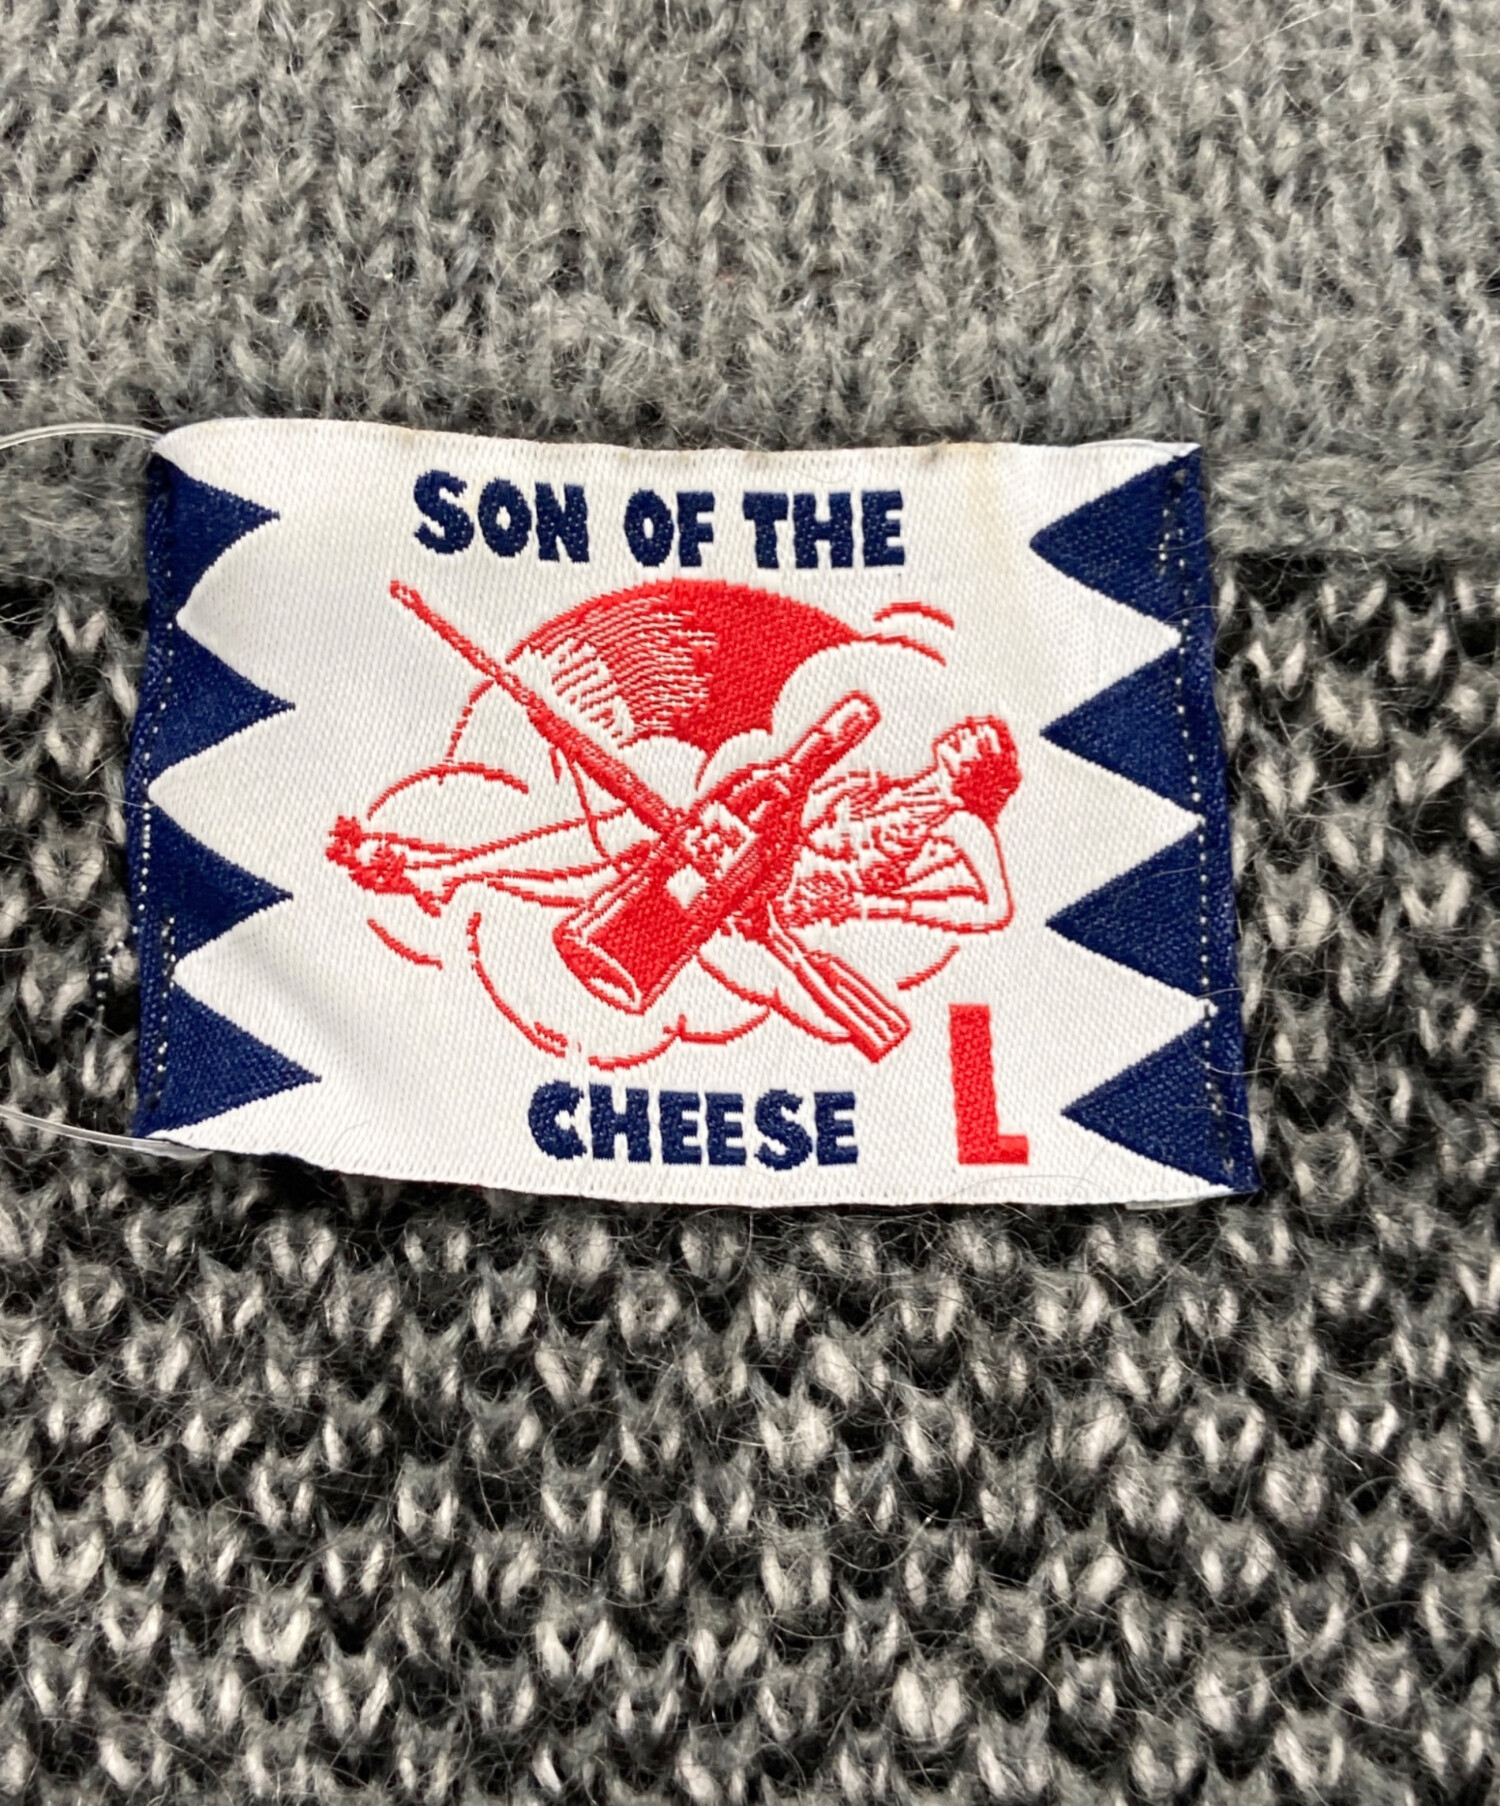 SON OF THE
CHEESE
L